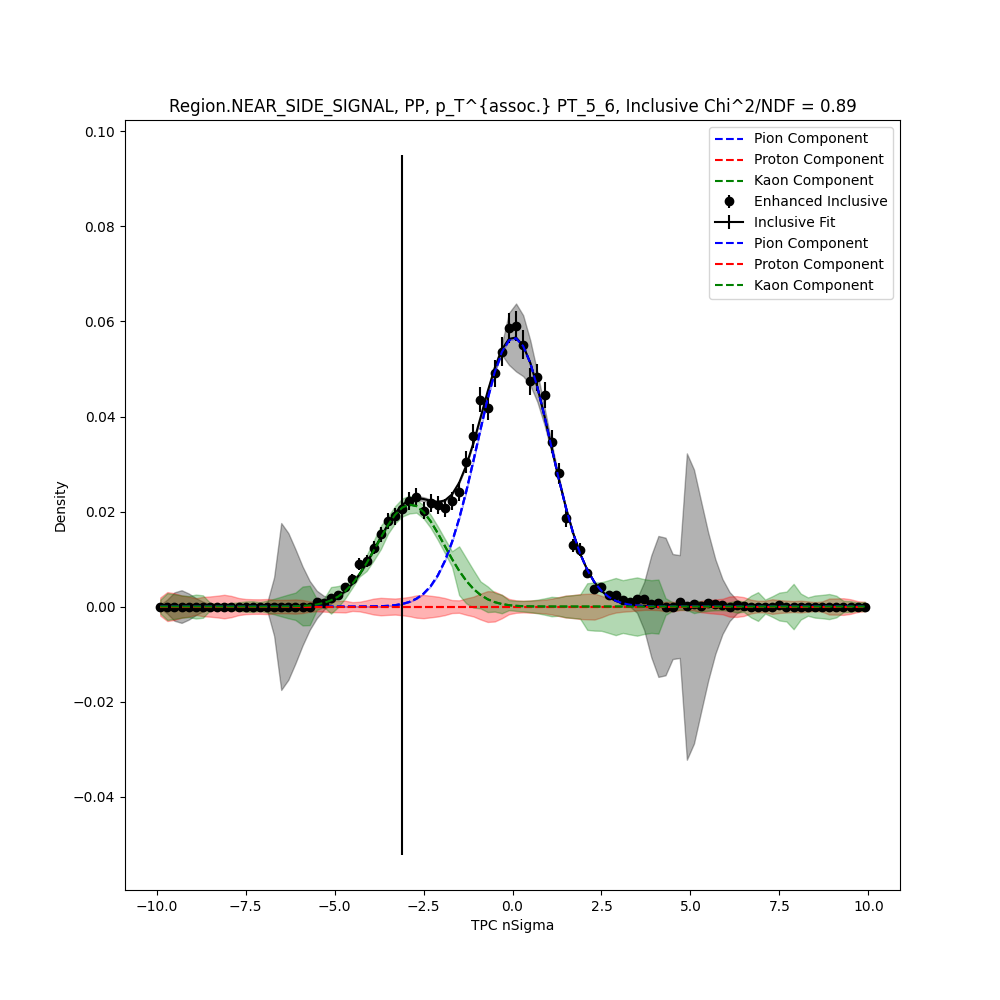 Region.NEAR_SIDE_SIGNAL, PP, p_T^{assoc.} PT_5_6, Inclusive Chi^2/NDF = 0.89
Pion Component
Proton Component
Kaon Component
Enhanced Inclusive
Inclusive Fit
Pion Component
Proton Component
Kaon Component
0.10
0.08
0.06
0.04
0.02
0.00
−0.02
−0.04
Density
−10.0 −7.5 −5.0 −2.5 0.0 2.5 5.0 7.5 10.0
TPC nSigma